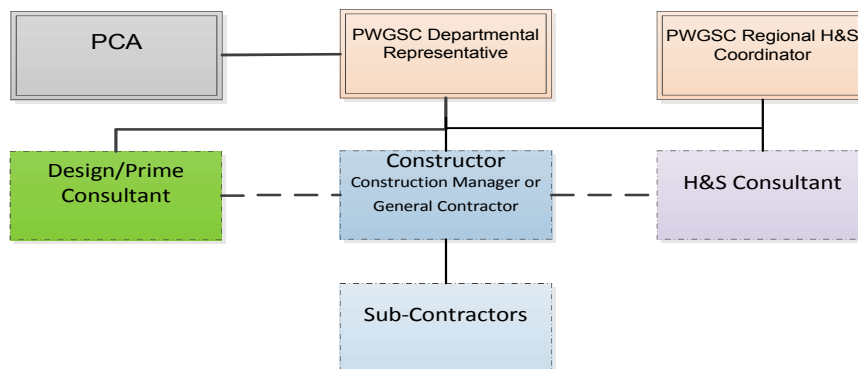 PCA
PWGSC Departmental
Representative
PWGSC Regional H&S
Coordinator
Design/Prime
Consultant
Constructor
Construction Manager or
General Contractor
H&S Consultant
Sub-Contractors